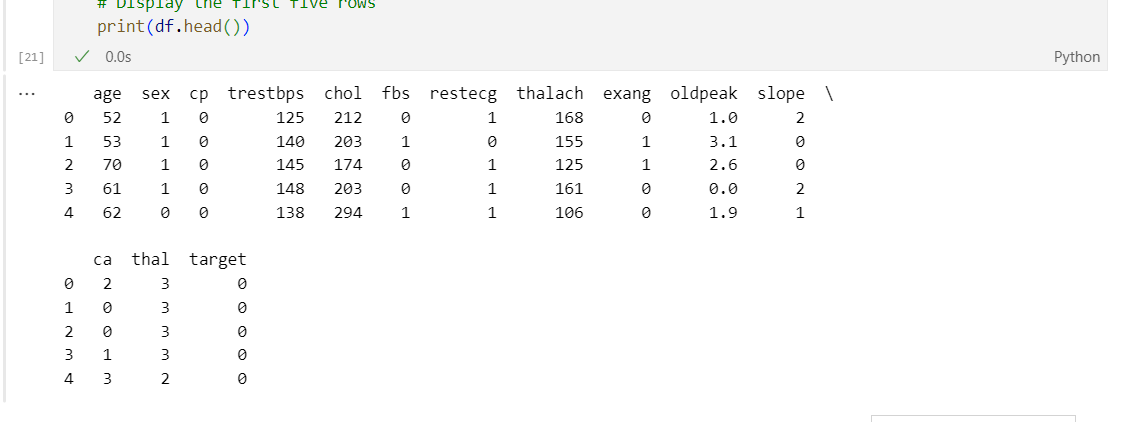 # Display the first five rows
print(df.head())
[21] ✓ 0.0s Python
... age sex cp trestbps chol fbs restecg thalach exang oldpeak slope \
0 52 1 0 125 212 0 1 168 0 1.0 2
1 53 1 0 140 203 1 0 155 1 3.1 0
2 70 1 0 145 174 0 1 125 1 2.6 0
3 61 1 0 148 203 0 1 161 0 0.0 2
4 62 0 0 138 294 1 1 106 0 1.9 1
ca thal target
0 2 3 0
1 0 3 0
2 0 3 0
3 1 3 0
4 3 2 0